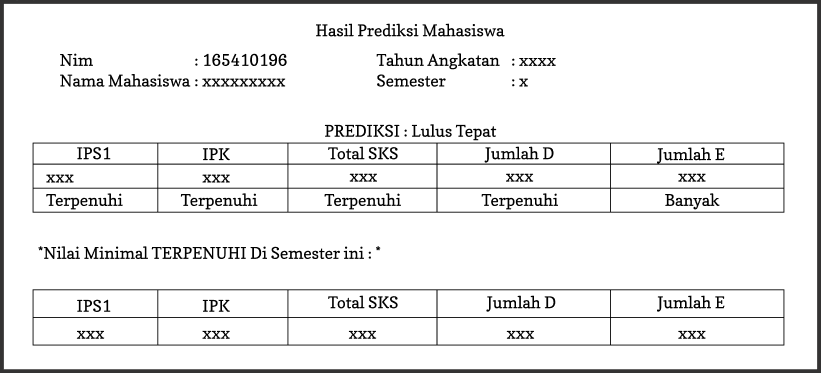 Hasil Prediksi Mahasiswa
Nim : 165410196 Tahun Angkatan : xxxx
Nama Mahasiswa : xxxxxxxxx Semester : x
PREDIKSI : Lulus Tepat
IPS1 IPK Total SKS Jumlah D Jumlah E
xxx xxx xxx xxx xxx
Terpenuhi Terpenuhi Terpenuhi Terpenuhi Banyak
*Nilai Minimal TERPENUHI Di Semester ini : *
IPS1 IPK Total SKS Jumlah D Jumlah E
xxx xxx xxx xxx xxx